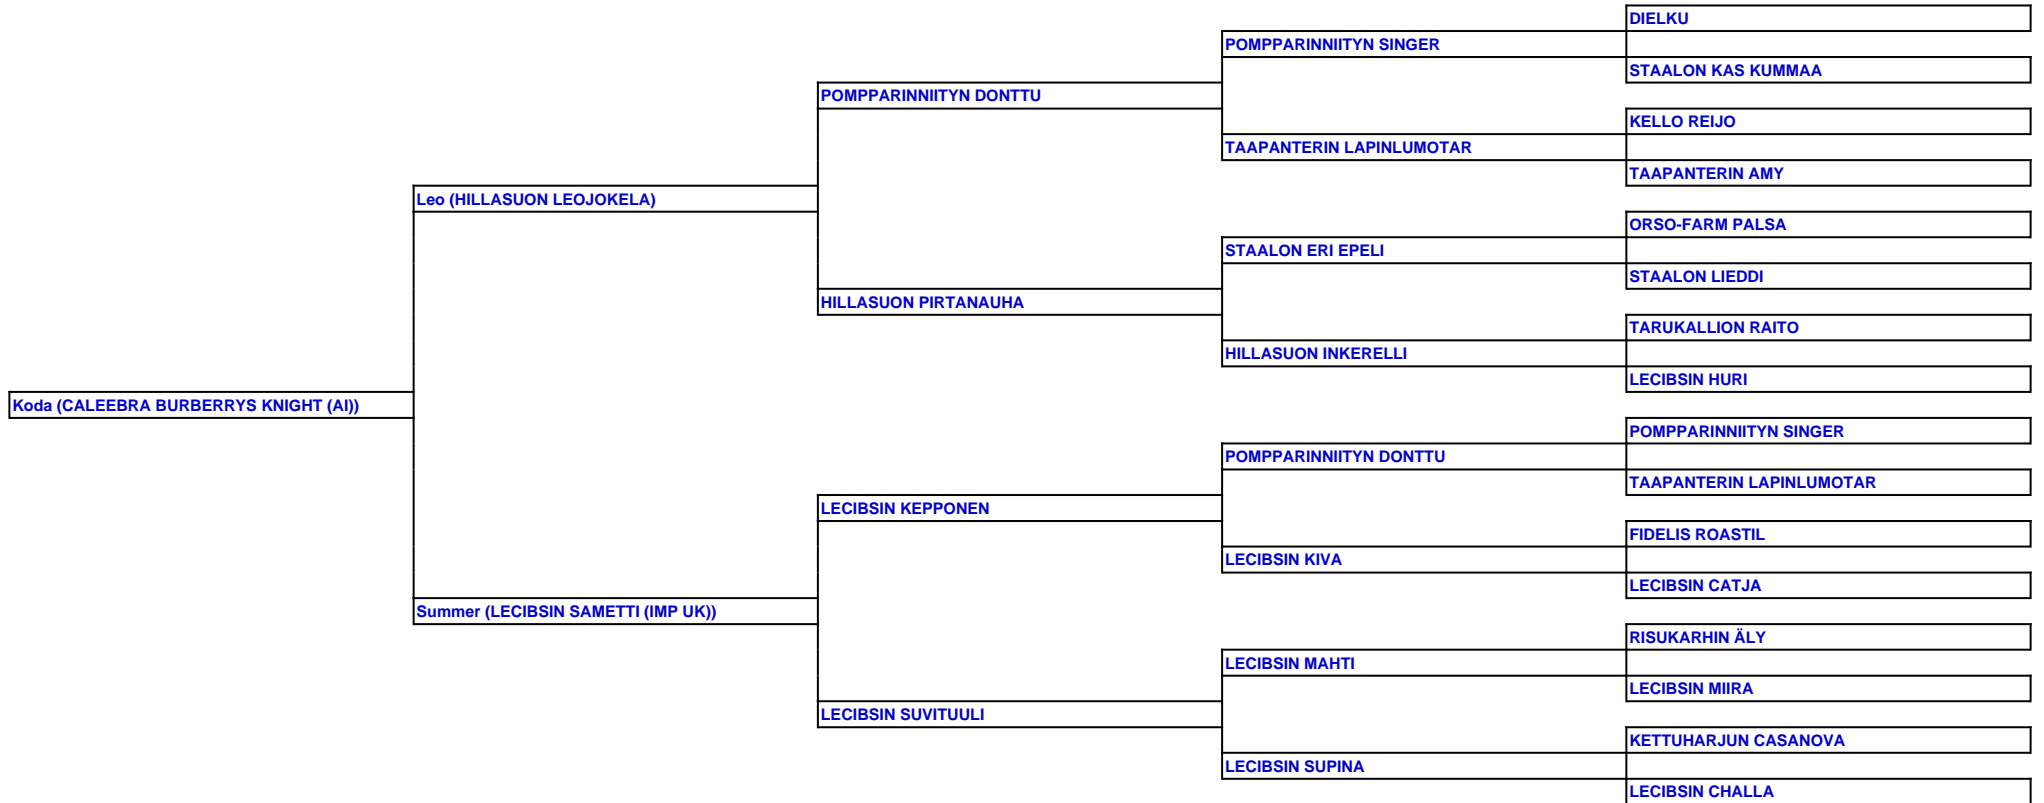 DIELKU
POMPPARINNIITYN SINGER
STAALON KAS KUMMAA
POMPPARINNIITYN DONTTU
KELLO REIJO
TAAPANTERIN LAPINLUMOTAR
TAAPANTERIN AMY
Leo (HILLASUON LEOJOKELA)
ORSO-FARM PALSA
STAALON ERI EPELI
STAALON LIEDDI
HILLASUON PIRTANAUHA
TARUKALLION RAITO
HILLASUON INKERELLI
LECIBSIN HURI
Koda (CALEEBRA BURBERRYS KNIGHT (AI))
POMPPARINNIITYN SINGER
POMPPARINNIITYN DONTTU
TAAPANTERIN LAPINLUMOTAR
LECIBSIN KEPPONEN
FIDELIS ROASTIL
LECIBSIN KIVA
LECIBSIN CATJA
Summer (LECIBSIN SAMETTI (IMP UK))
RISUKARHIN ÄLY
LECIBSIN MAHTI
LECIBSIN MIIRA
LECIBSIN SUVITUULI
KETTUHARJUN CASANOVA
LECIBSIN SUPINA
LECIBSIN CHALLA